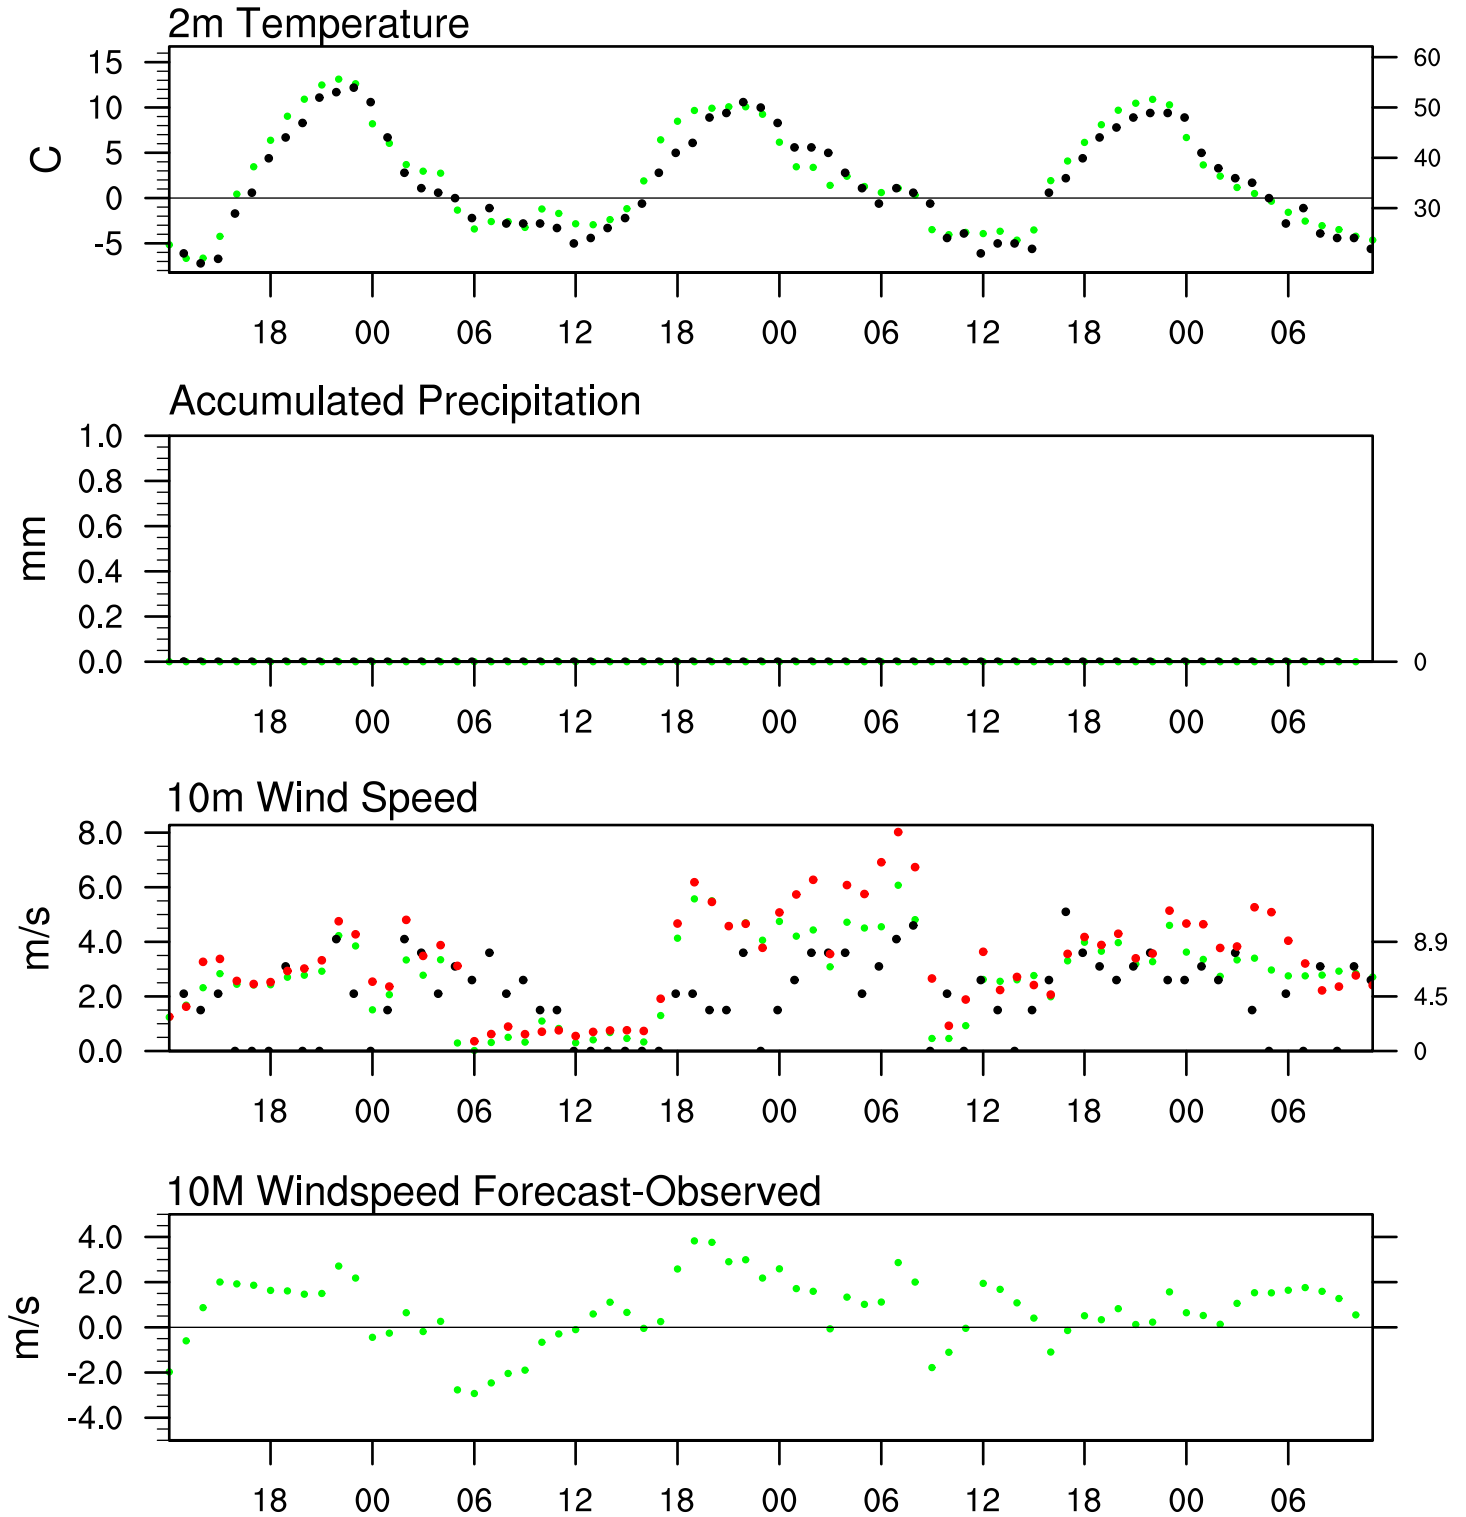 2m Temperature
15 60
10 50
5 40
0 30
-5
C
18 00 06 12 18 00 06 12 18 00 06
Accumulated Precipitation
1.0
0.8
0.6
0.4
0.2
0.0 0
mm
18 00 06 12 18 00 06 12 18 00 06
10m Wind Speed
8.0
6.0
4.0 8.9
2.0 4.5
0.0 0
m/s
18 00 06 12 18 00 06 12 18 00 06
10M Windspeed Forecast-Observed
4.0
2.0
0.0
-2.0
-4.0
m/s
18 00 06 12 18 00 06 12 18 00 06